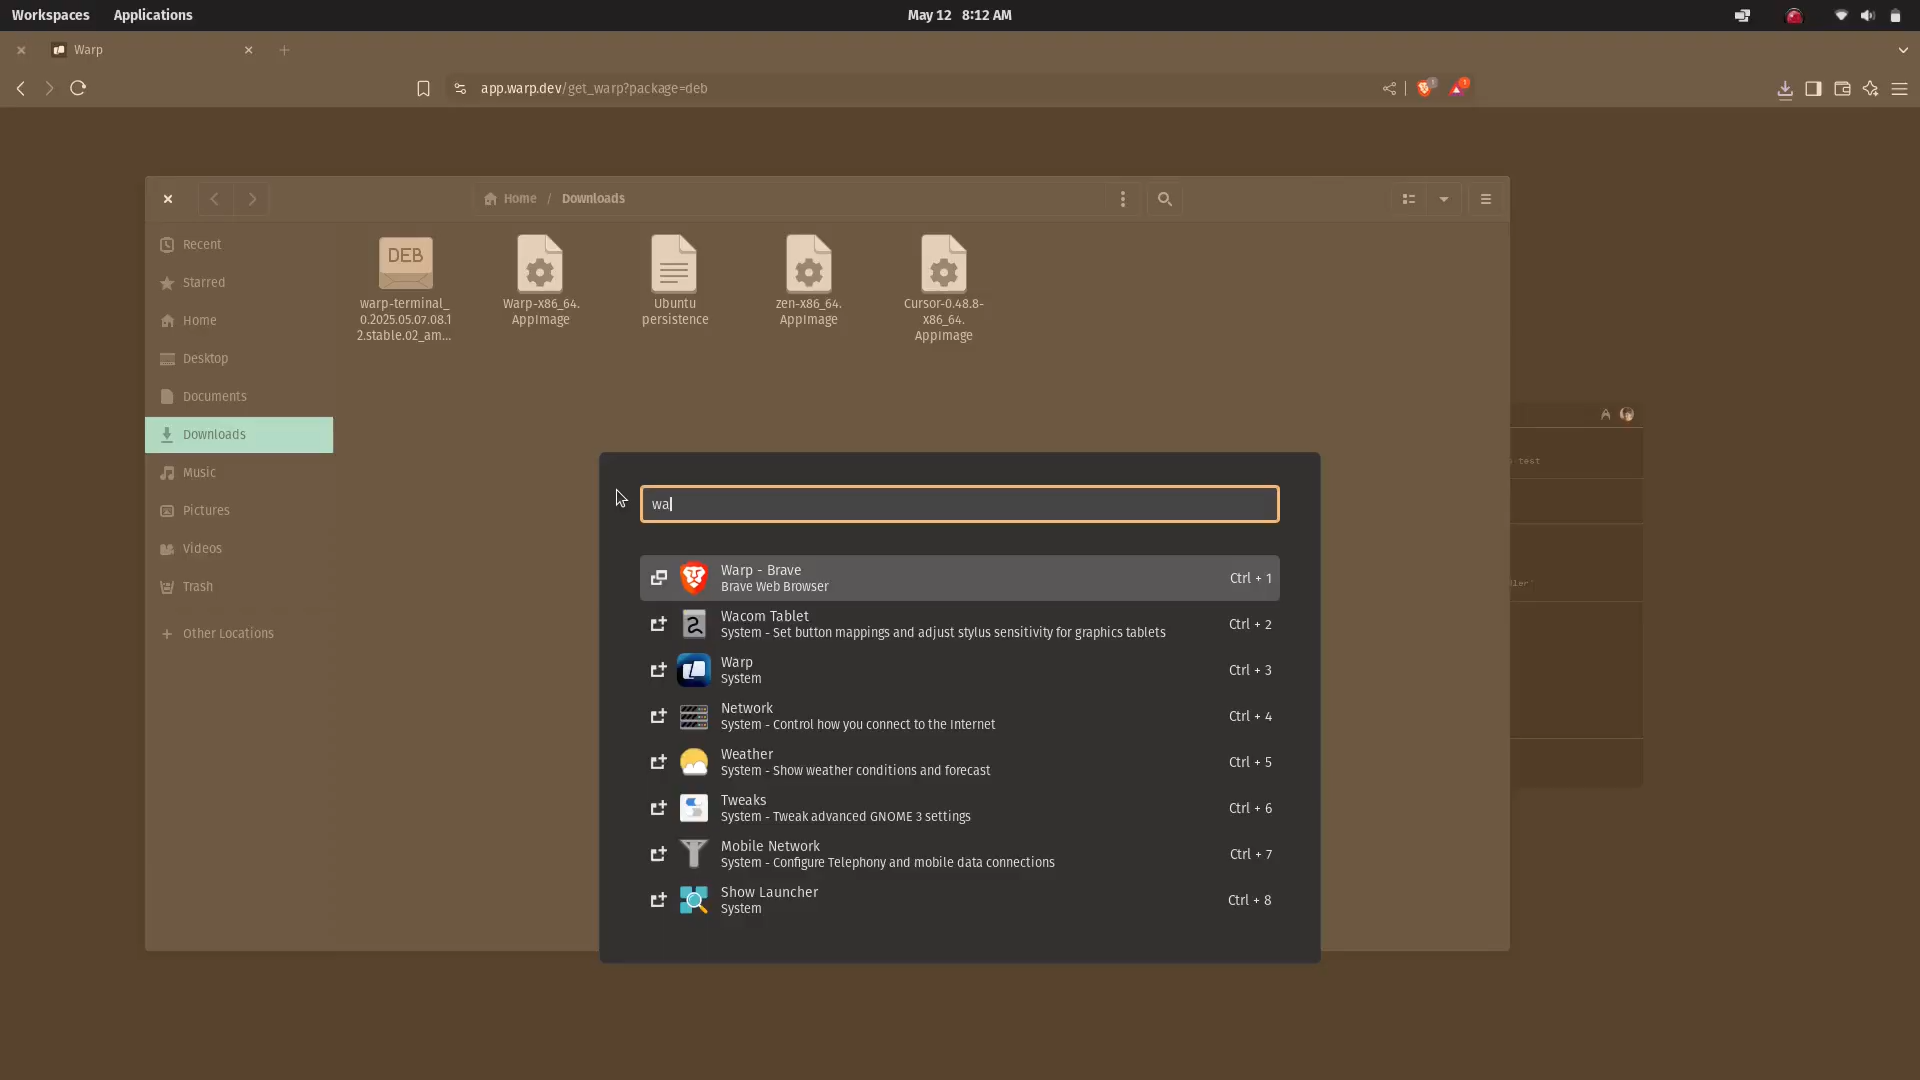 Workspaces Applications May 12 8:12 AM
Warp
app.warp.dev/get_warp?package=deb
Home / Downloads
Recent
Starred
Home
Desktop
Documents
Downloads
Music
Pictures
Videos
Trash
Other Locations
DEB
warp-terminal_
0.2025.05.07.08.1
2.stable.02_am...
Warp-x86_64.
AppImage
Ubuntu
persistence
zen-x86_64.
AppImage
Cursor-0.48.8-
x86_64.
AppImage
wa
Warp - Brave
Brave Web Browser
Ctrl + 1
Wacom Tablet
System - Set button mappings and adjust stylus sensitivity for graphics tablets
Ctrl + 2
Warp
System
Ctrl + 3
Network
System - Control how you connect to the Internet
Ctrl + 4
Weather
System - Show weather conditions and forecast
Ctrl + 5
Tweaks
System - Tweak advanced GNOME 3 settings
Ctrl + 6
Mobile Network
System - Configure Telephony and mobile data connections
Ctrl + 7
Show Launcher
System
Ctrl + 8